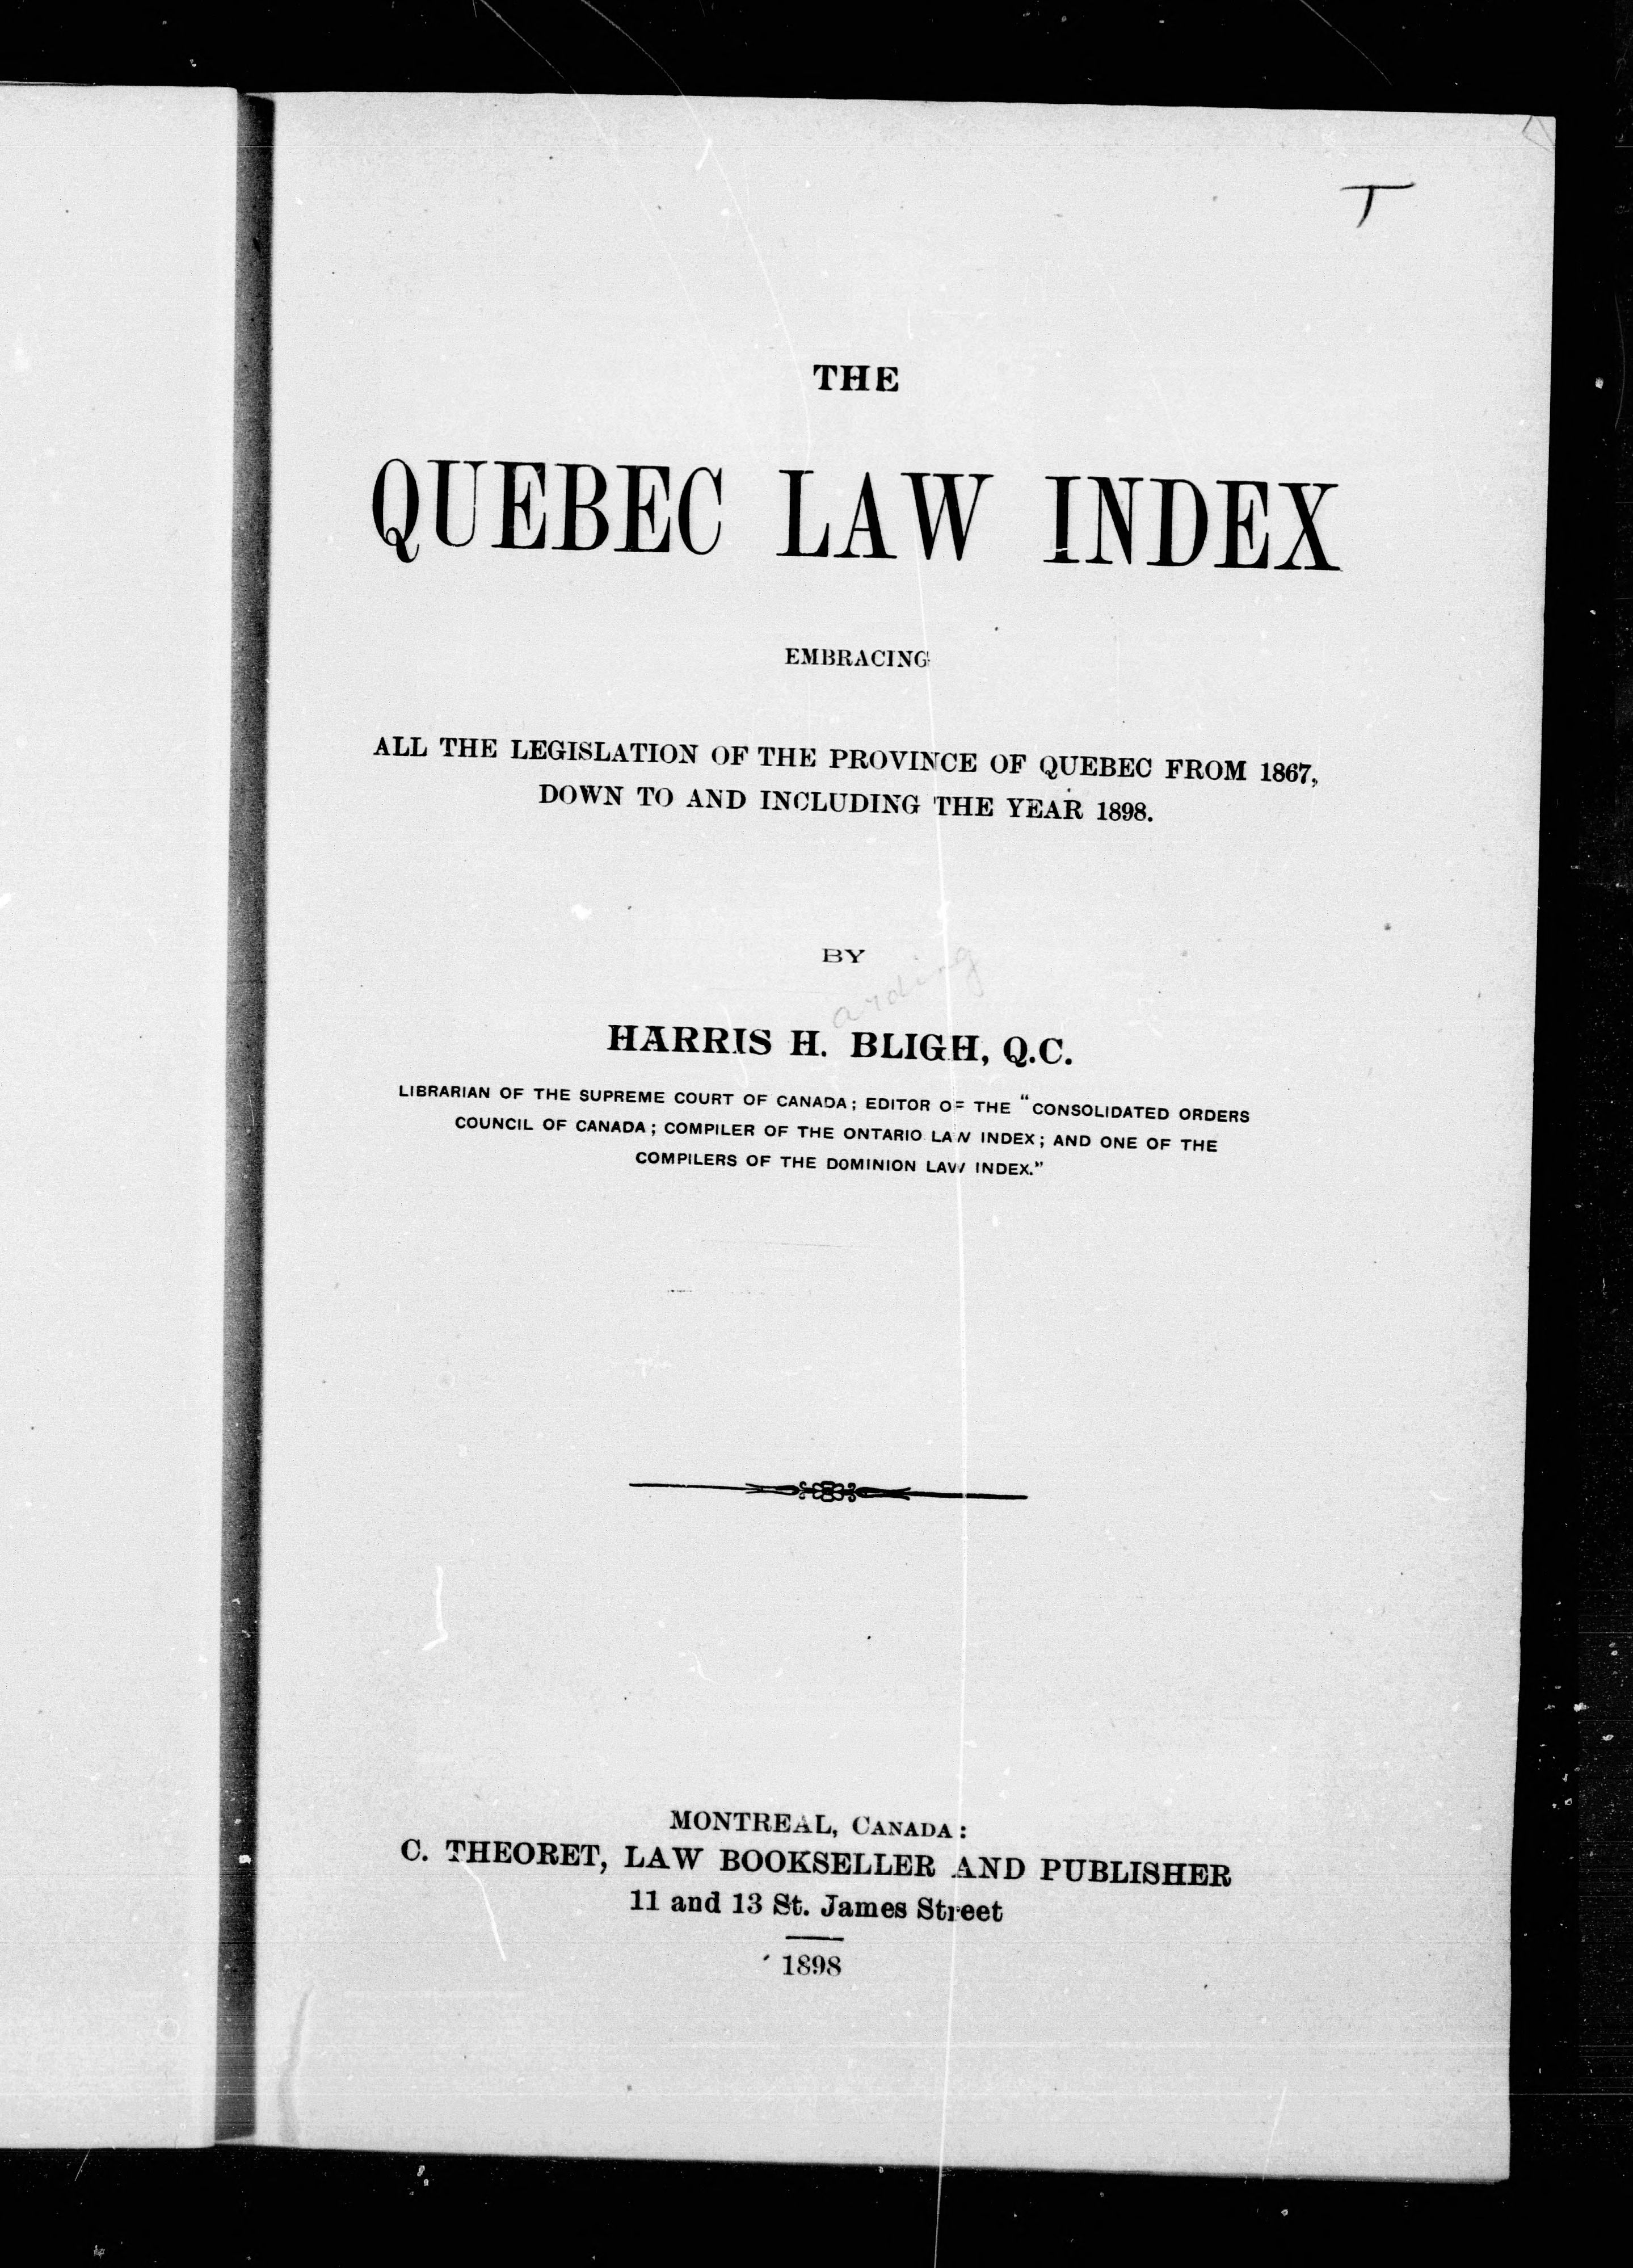 T
THE
QUEBEC LAW INDEX
EMBRACING
ALL THE LEGISLATION OF THE PROVINCE OF QUEBEC FROM 1867,
DOWN TO AND INCLUDING THE YEAR 1898.
BY
arding
HARRIS H. BLIGH, Q.C.
LIBRARIAN OF THE SUPREME COURT OF CANADA; EDITOR OF THE "CONSOLIDATED ORDERS
COUNCIL OF CANADA; COMPILER OF THE ONTARIO LAW INDEX; AND ONE OF THE
COMPILERS OF THE DOMINION LAW INDEX."
MONTREAL, CANADA:
C. THEORET, LAW BOOKSELLER AND PUBLISHER
11 and 13 St. James Street
1898